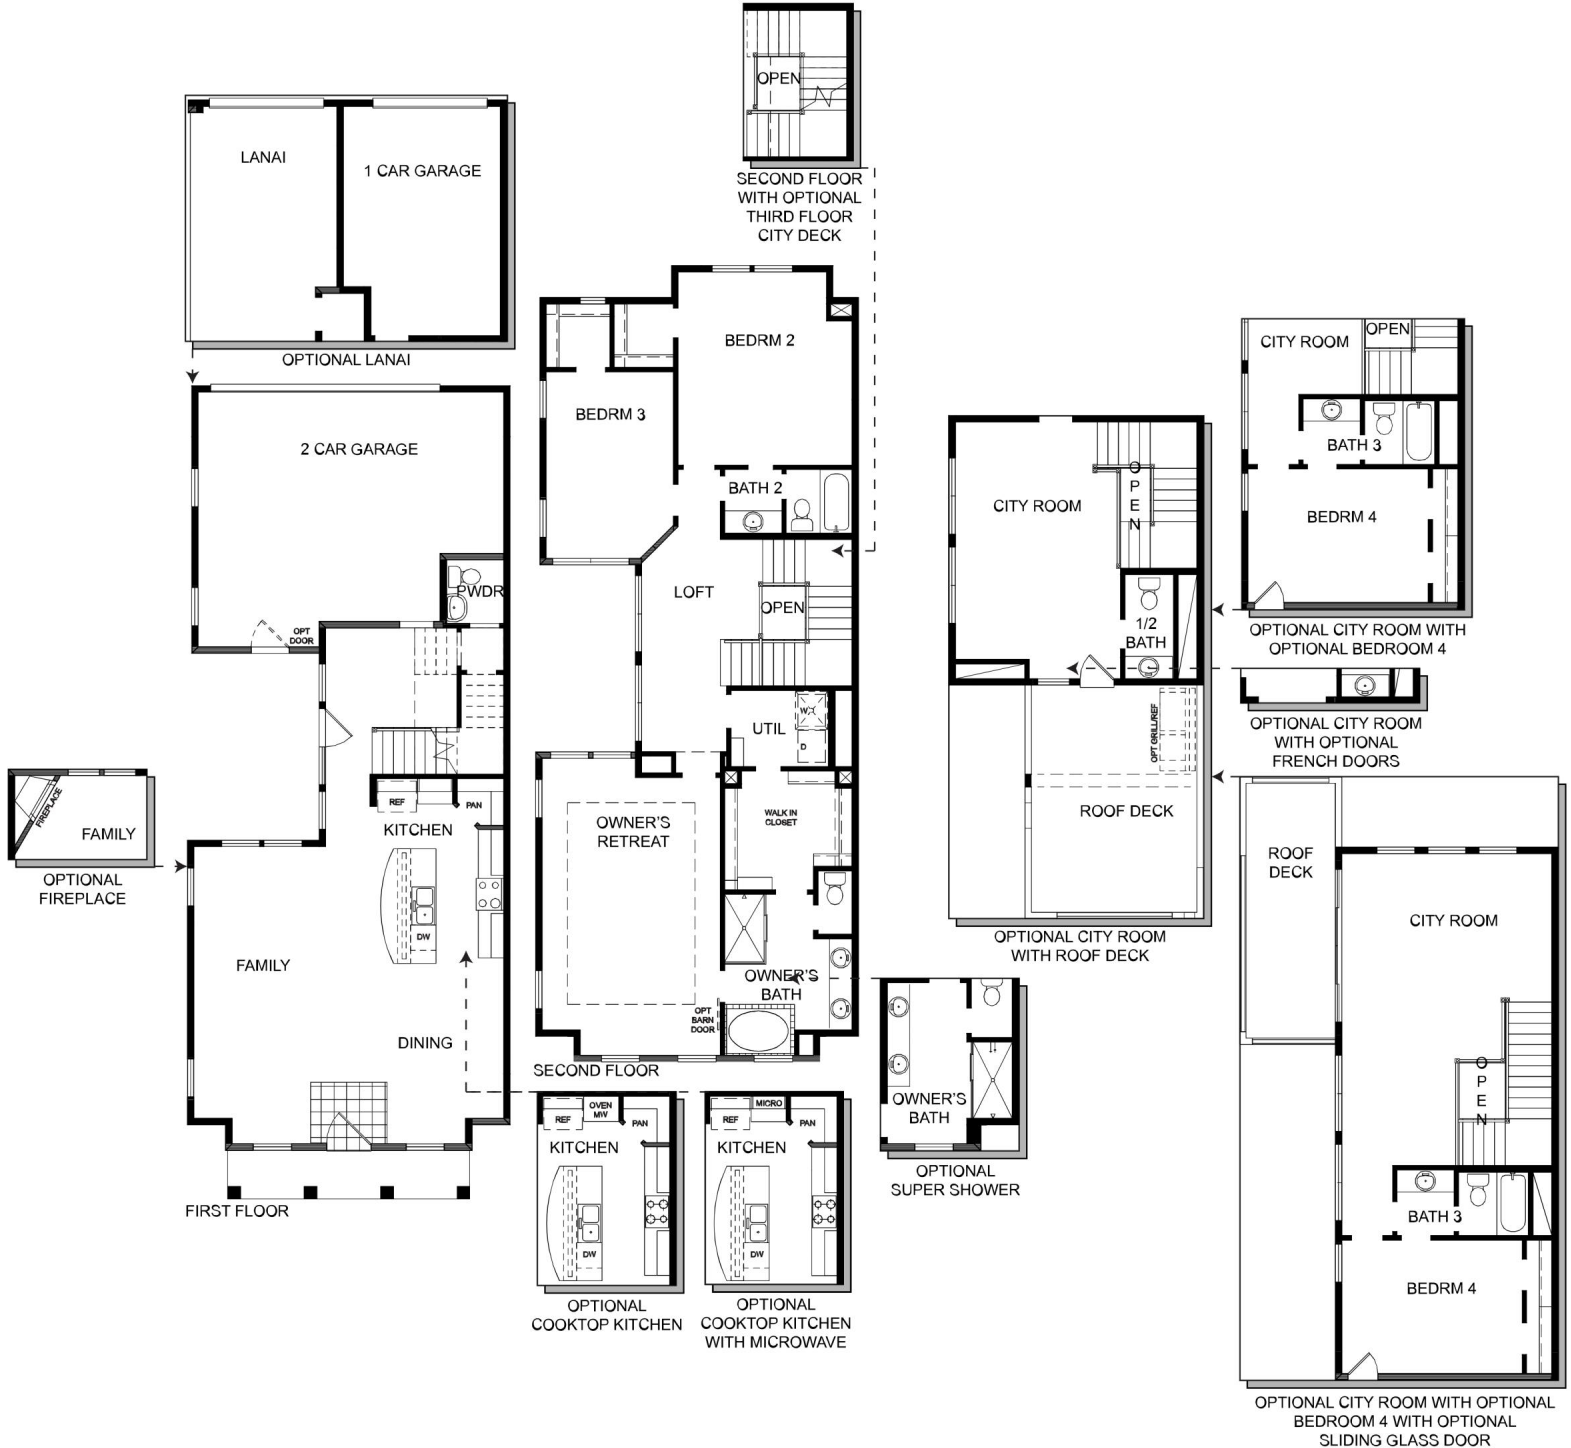 OPEN
SECOND FLOOR
WITH OPTIONAL
THIRD FLOOR
CITY DECK
LANAI
1 CAR GARAGE
OPTIONAL LANAI
2 CAR GARAGE
PWDR
OPT
DOOR
REF
PAN
KITCHEN
DW
FAMILY
DINING
FIRST FLOOR
FIREPLACE
FAMILY
OPTIONAL
FIREPLACE
BEDRM 2
BEDRM 3
BATH 2
LOFT
OPEN
UTIL
W
D
OWNER'S
RETREAT
WALK IN
CLOSET
OWNER'S
BATH
OPT
BARN
DOOR
SECOND FLOOR
REF
OVEN
MW
PAN
KITCHEN
DW
OPTIONAL
COOKTOP KITCHEN
REF
MICRO
PAN
KITCHEN
DW
OPTIONAL
COOKTOP KITCHEN
WITH MICROWAVE
OWNER'S
BATH
OPTIONAL
SUPER SHOWER
CITY ROOM
OPEN
1/2
BATH
OPT GRILL/REF
ROOF DECK
OPTIONAL CITY ROOM
WITH ROOF DECK
CITY ROOM
OPEN
BATH 3
BEDRM 4
OPTIONAL CITY ROOM WITH
OPTIONAL BEDROOM 4
OPTIONAL CITY ROOM
WITH OPTIONAL
FRENCH DOORS
ROOF
DECK
CITY ROOM
OPEN
BATH 3
BEDRM 4
OPTIONAL CITY ROOM WITH OPTIONAL
BEDROOM 4 WITH OPTIONAL
SLIDING GLASS DOOR